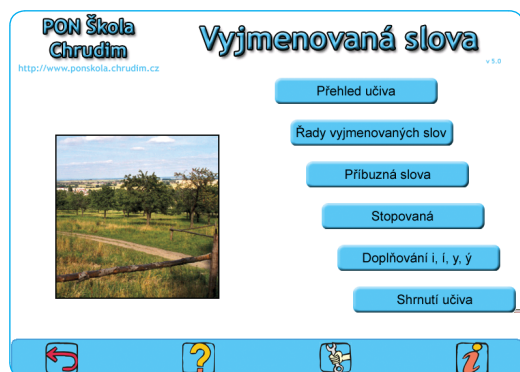 PON Škola
Chrudim
http://www.ponskola.chrudim.cz
Vyjmenovaná slova
v 5.0
Přehled učiva
Řady vyjmenovaných slov
Příbuzná slova
Stopovaná
Doplňování i, í, y, ý
Shrnutí učiva